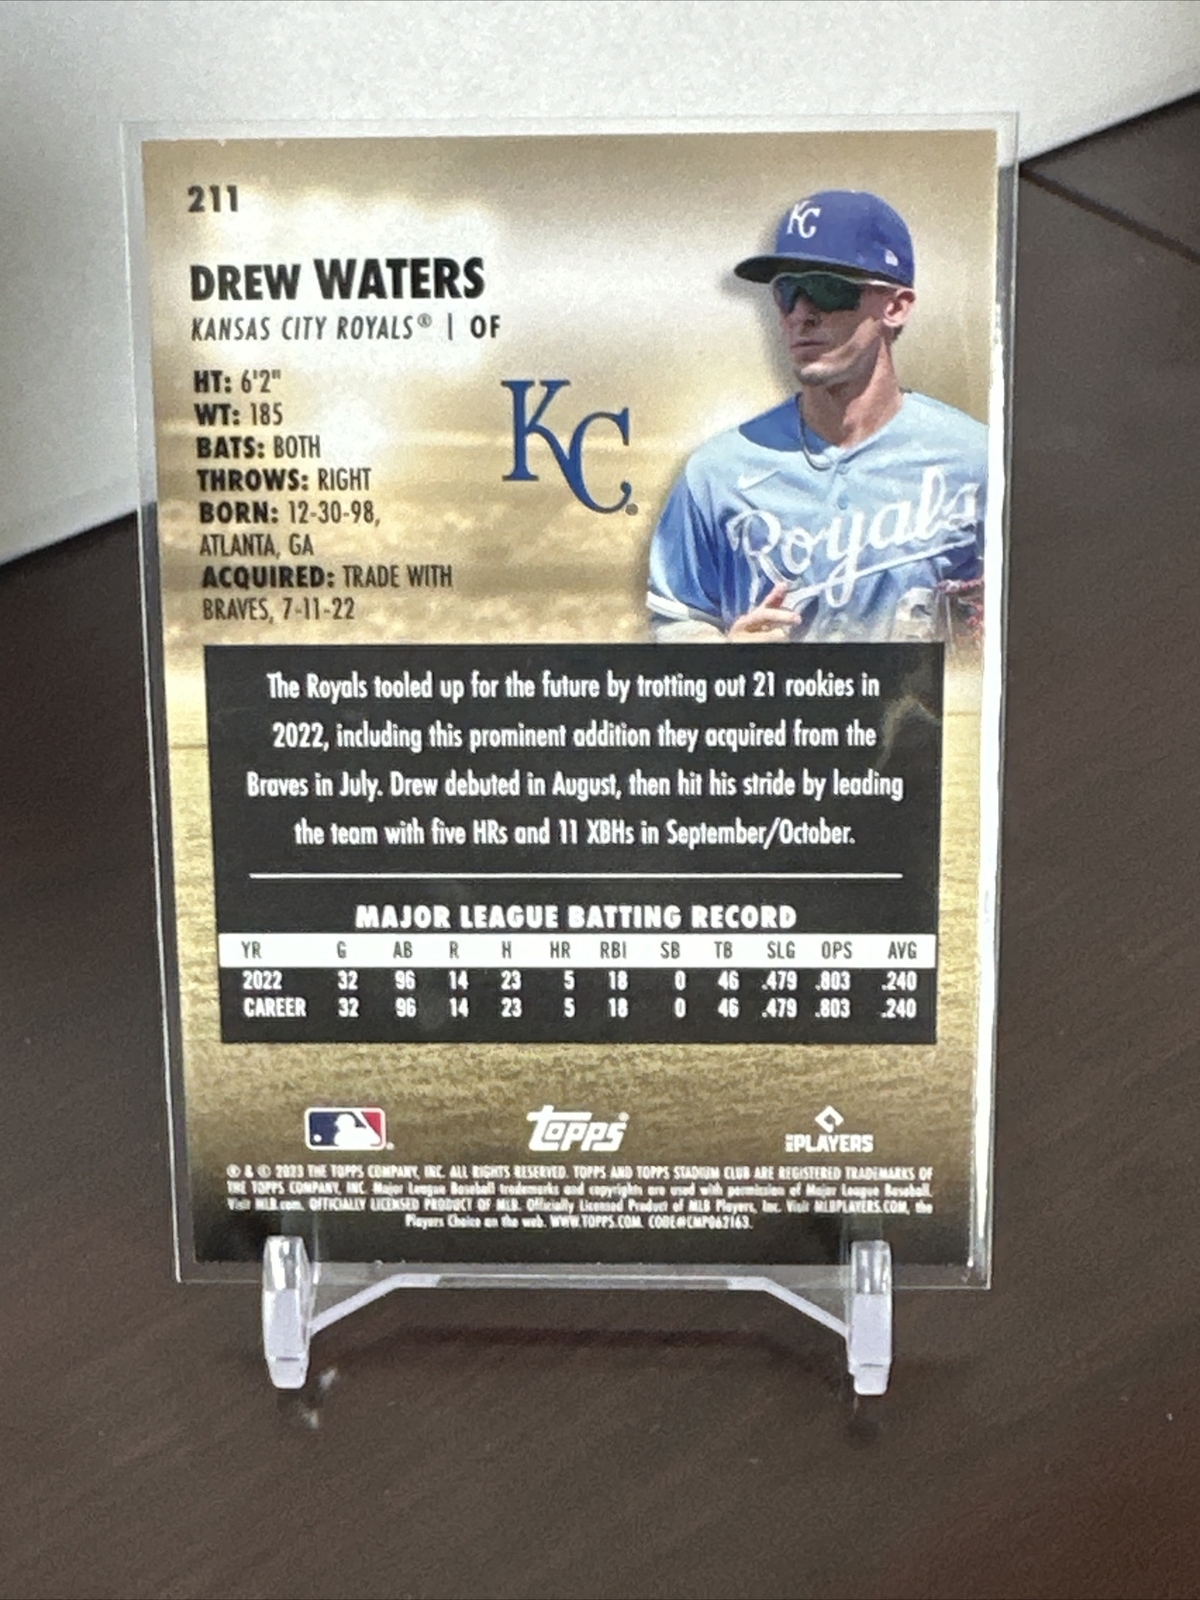 211
DREW WATERS
KANSAS CITY ROYALS® | OF
HT: 6'2"
WT: 185
BATS: BOTH
THROWS: RIGHT
BORN: 12-30-98,
ATLANTA, GA
ACQUIRED: TRADE WITH
BRAVES, 7-11-22
KC
KC
Royals
The Royals tooled up for the future by trotting out 21 rookies in
2022, including this prominent addition they acquired from the
Braves in July. Drew debuted in August, then hit his stride by leading
the team with five HRs and 11 XBHs in September/October.
MAJOR LEAGUE BATTING RECORD
YR G AB R H HR RBI SB TB SLG OPS AVG
2022 32 96 14 23 5 18 0 46 .479 .803 .240
CAREER 32 96 14 23 5 18 0 46 .479 .803 .240
Topps®
MLB PLAYERS
® & © 2023 THE TOPPS COMPANY, INC. ALL RIGHTS RESERVED. TOPPS AND TOPPS STADIUM CLUB ARE REGISTERED TRADEMARKS OF
THE TOPPS COMPANY, INC. Major League Baseball trademarks and copyrights are used with permission of Major League Baseball.
Visit MLB.com. OFFICIALLY LICENSED PRODUCT OF MLB. Officially Licensed Product of MLB Players, Inc. Visit MLBPLAYERS.COM, the
Players Choice on the web. WWW.TOPPS.COM. CODE#CMP062163.